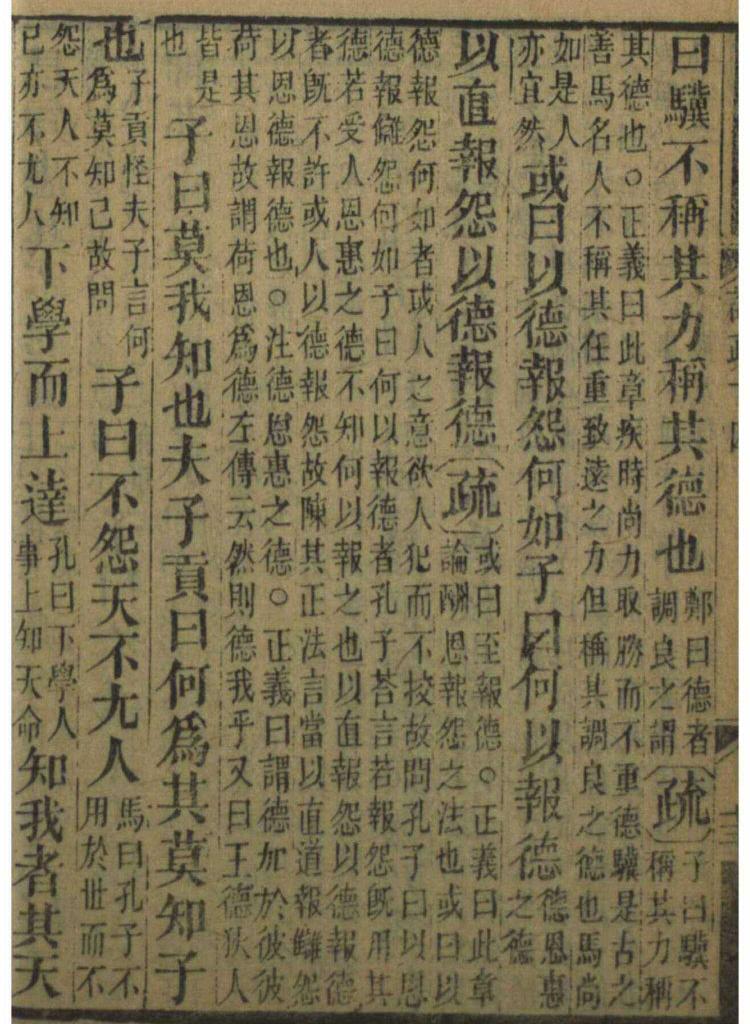 曰驥不稱其力稱其德也鄭曰德者調良之謂疏子曰驥不稱其力稱
其德也○正義曰此章疾時尚力取勝而不重德驥是古之
善馬名人不稱其任重致遠之力但稱其調良之德也馬尚
如是人亦宜然或曰以德報怨何如子曰何以報德德恩惠之德
以直報怨以德報德疏或曰至報德○正義曰此章論酬恩報怨之法也或曰以
德報怨何如者或人之意欲人犯而不挍故問孔子曰以恩
德報讎怨何如子曰何以報德者孔子荅言若報怨既用其
德若受人恩惠之德不知何以報之也以直報怨以德報德
者既不許或人以德報怨故陳其正法言當以直道報讎怨
以恩德報德也○注德恩惠之德○正義曰謂德加於彼彼
荷其恩故謂荷恩爲德左傳云然則德我乎又曰王德狄人
皆是也子曰莫我知也夫子貢曰何爲其莫知子
也子貢怪夫子言何爲莫知己故問子曰不怨天不尤人馬曰孔子不用於世而不
怨天人不知己亦不尤人下學而上達孔曰下學人事上知天命知我者其天